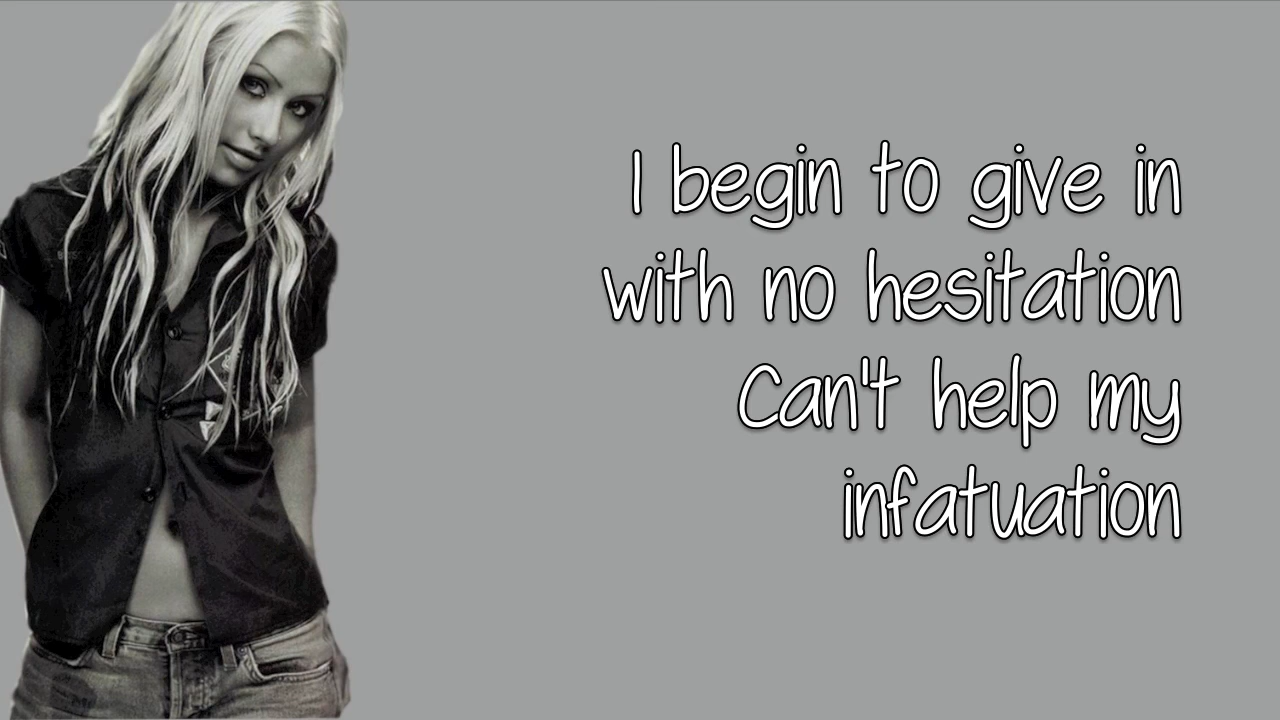 I begin to give in
with no hesitation
Can't help my
infatuation